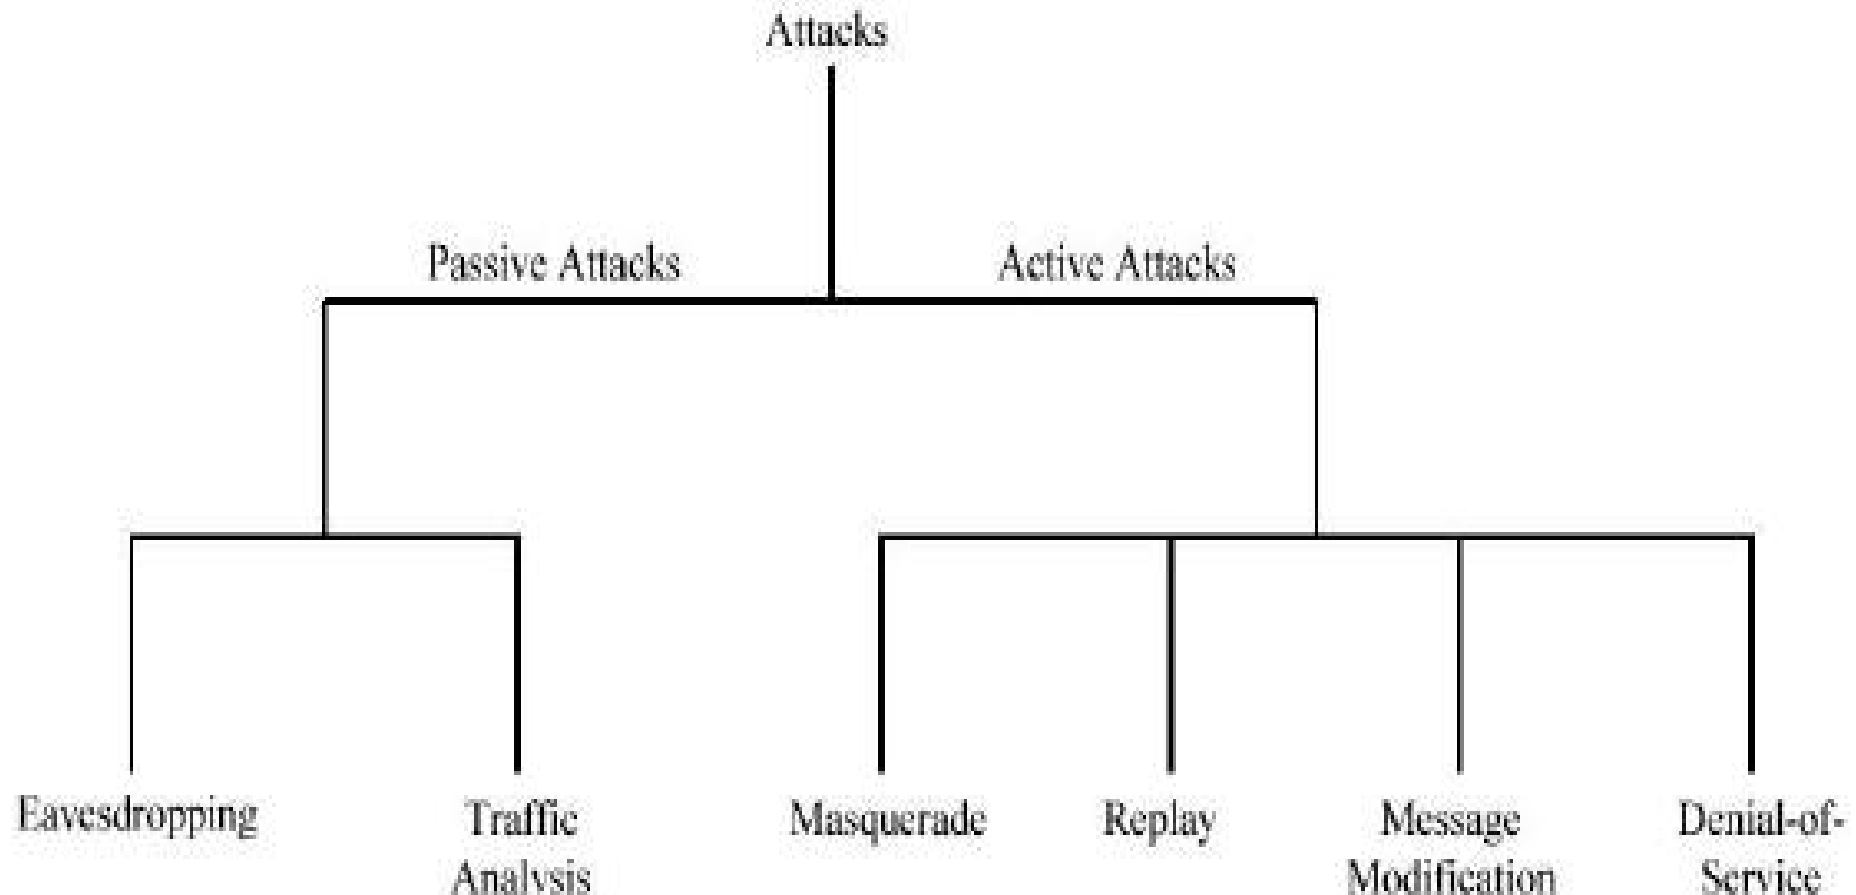 Attacks
Passive Attacks
Active Attacks
Eavesdropping
Traffic
Analysis
Masquerade
Replay
Message
Modification
Denial-of-
Service